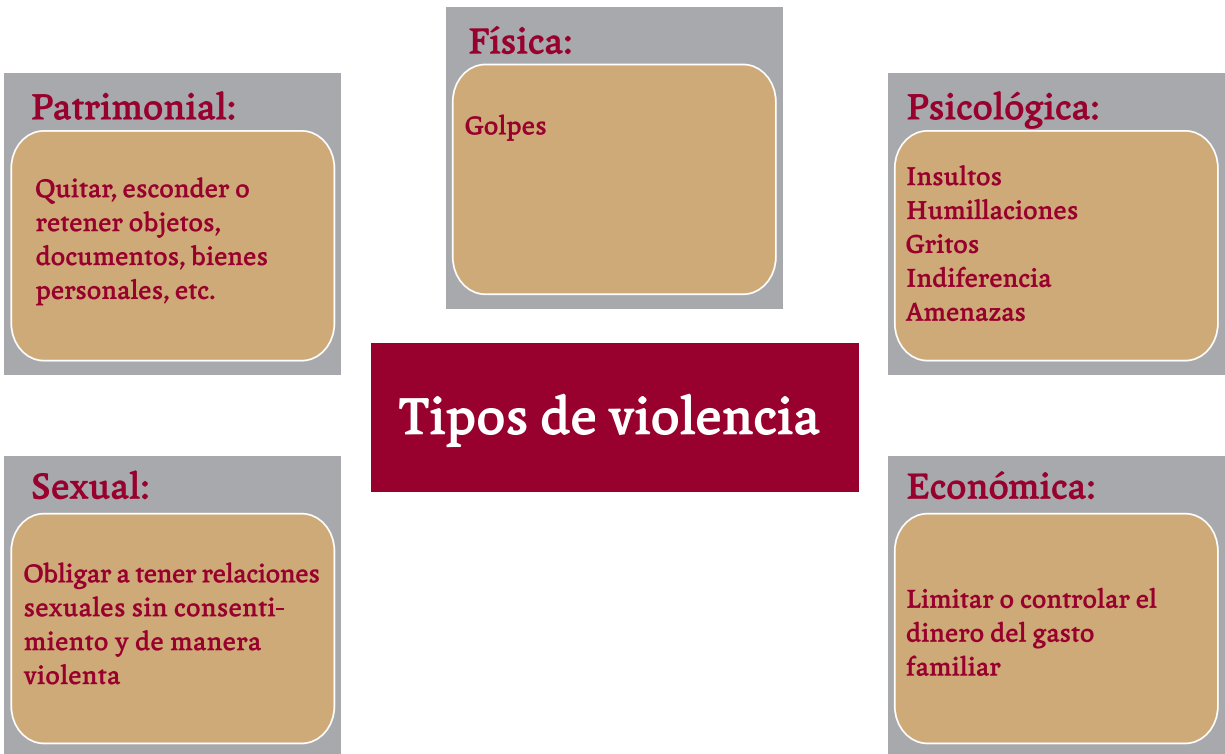 Física:
Golpes
Patrimonial:
Quitar, esconder o
retener objetos,
documentos, bienes
personales, etc.
Psicológica:
Insultos
Humillaciones
Gritos
Indiferencia
Amenazas
Tipos de violencia
Sexual:
Obligar a tener relaciones
sexuales sin consenti-
miento y de manera
violenta
Económica:
Limitar o controlar el
dinero del gasto
familiar